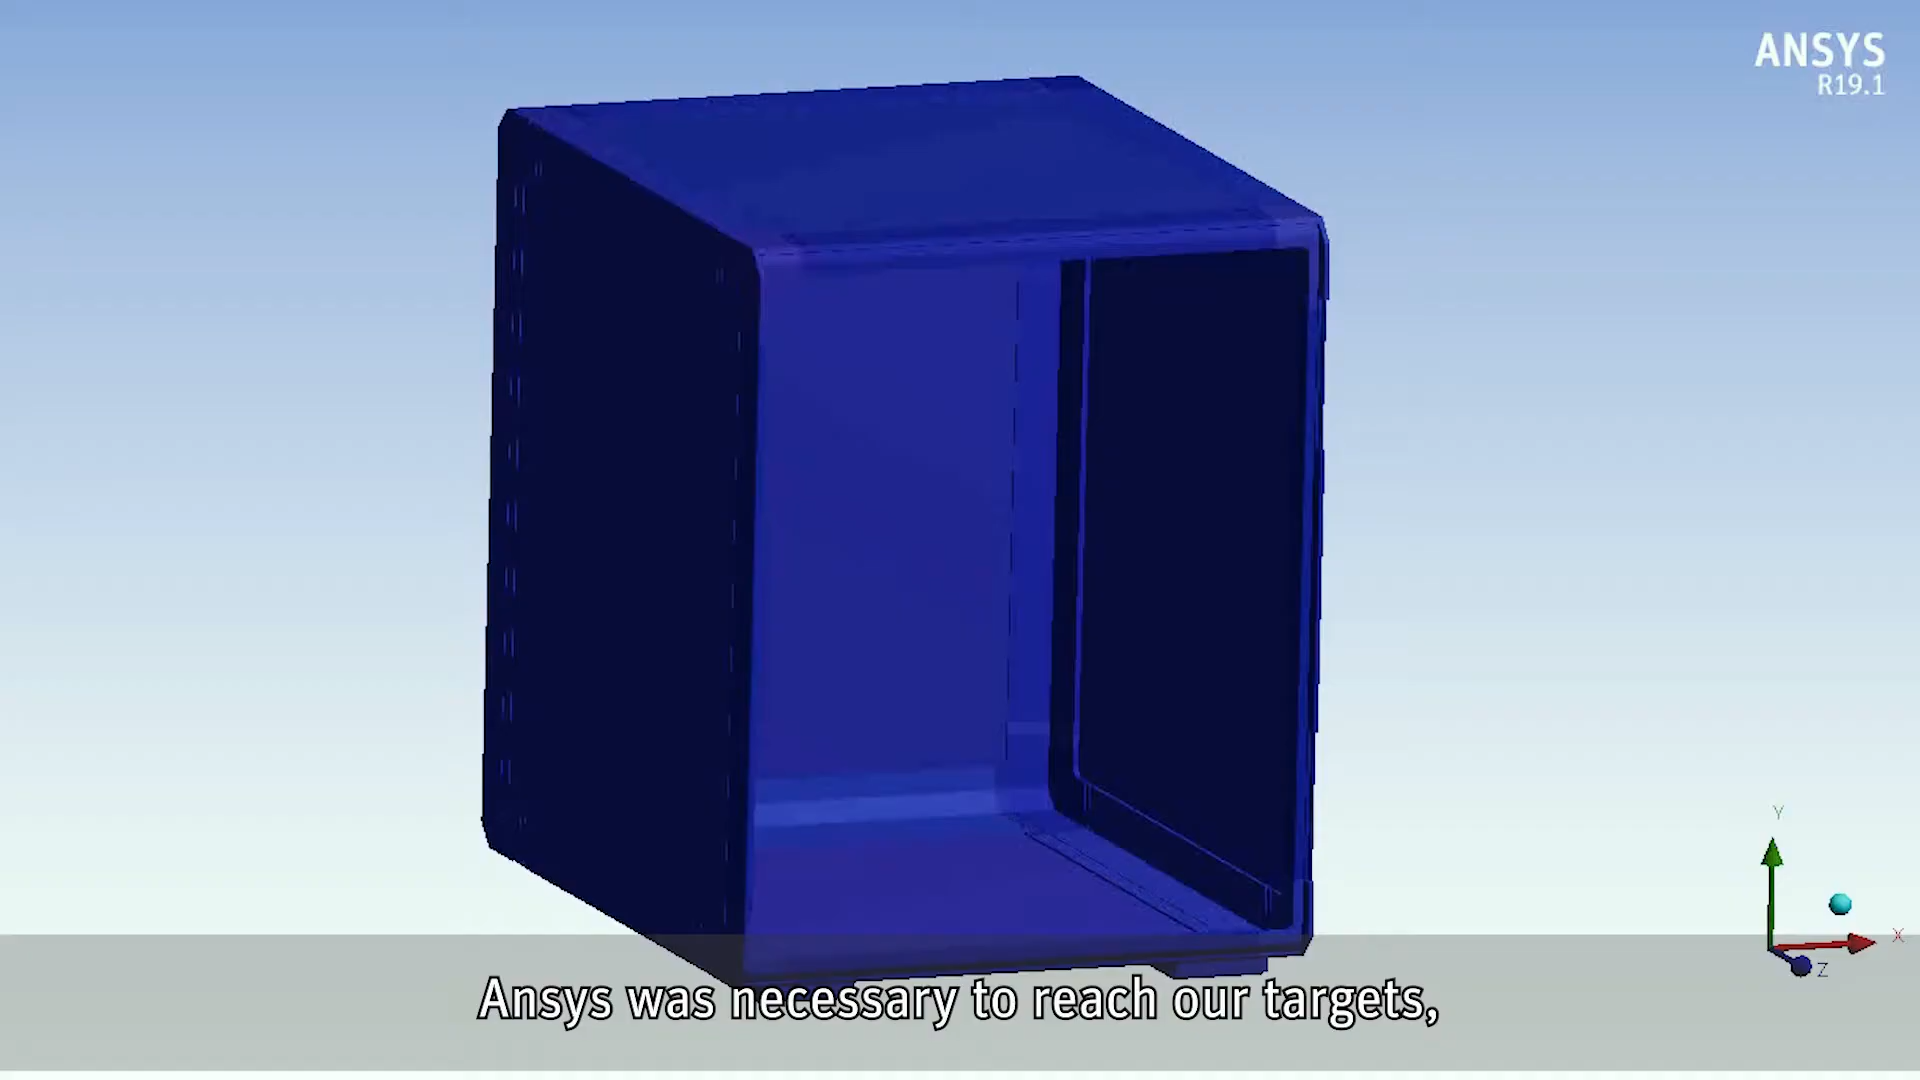 ANSYS
R19.1
Y
X
Z
Ansys was necessary to reach our targets,